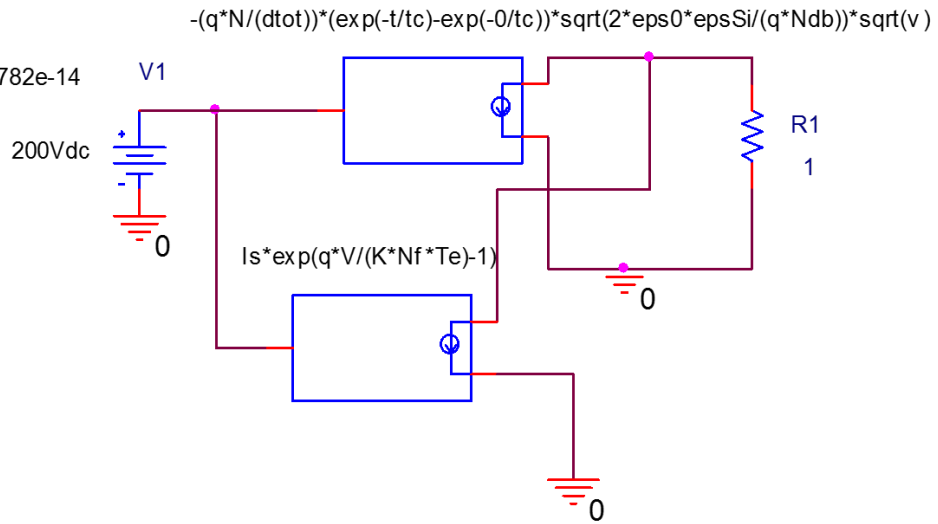 -(q*N/(dtot))*(exp(-t/tc)-exp(-0/tc))*sqrt(2*eps0*epsSi/(q*Ndb))*sqrt(v)
782e-14
V1
+
200Vdc
-
0
R1
1
0
Is*exp(q*V/(K*Nf*Te)-1)
0